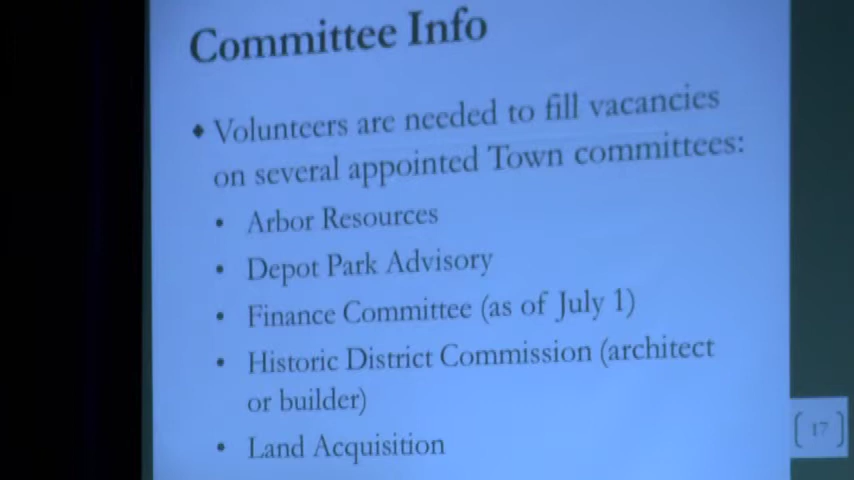 Committee Info
♦ Volunteers are needed to fill vacancies
on several appointed Town committees:
• Arbor Resources
• Depot Park Advisory
• Finance Committee (as of July 1)
• Historic District Commission (architect
or builder)
• Land Acquisition
[ 17 ]